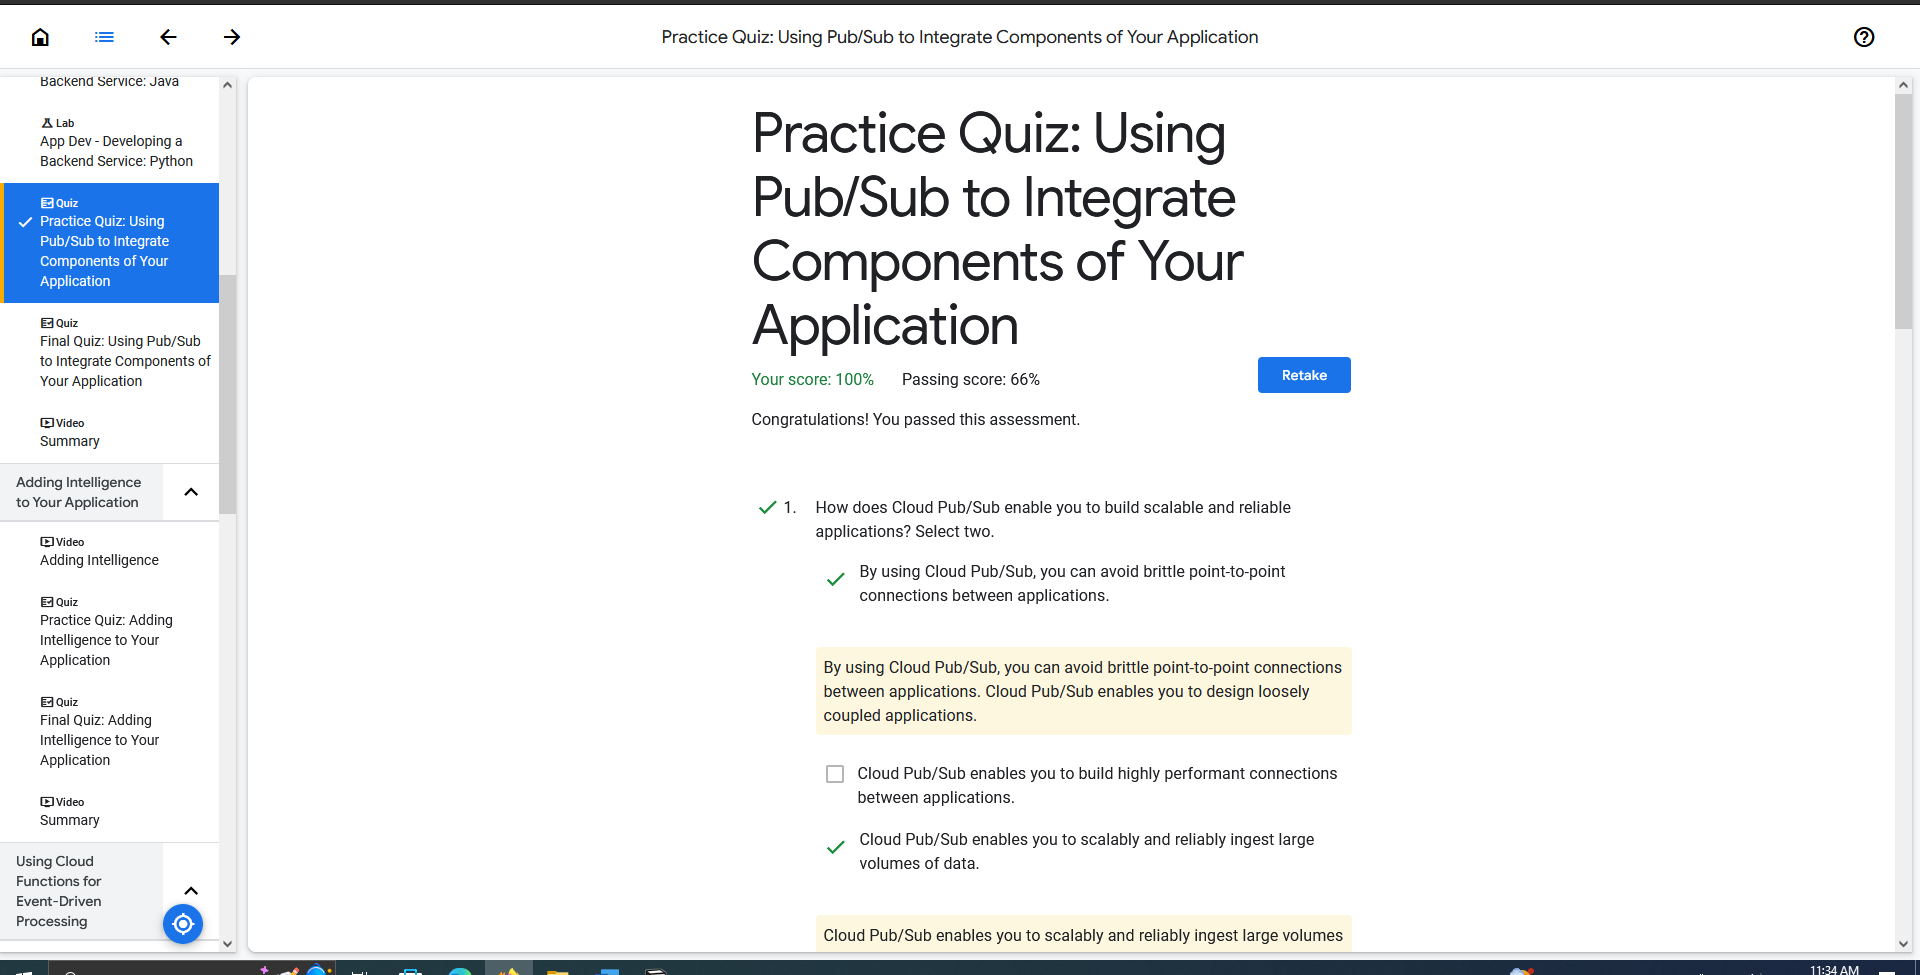 Practice Quiz: Using Pub/Sub to Integrate Components of Your Application
Backend Service: Java
Lab
App Dev - Developing a
Backend Service: Python
Quiz
Practice Quiz: Using
Pub/Sub to Integrate
Components of Your
Application
Quiz
Final Quiz: Using Pub/Sub
to Integrate Components of
Your Application
Video
Summary
Adding Intelligence
to Your Application
Video
Adding Intelligence
Quiz
Practice Quiz: Adding
Intelligence to Your
Application
Quiz
Final Quiz: Adding
Intelligence to Your
Application
Video
Summary
Using Cloud
Functions for
Event-Driven
Processing
Practice Quiz: Using
Pub/Sub to Integrate
Components of Your
Application
Your score: 100% Passing score: 66%
Retake
Congratulations! You passed this assessment.
1. How does Cloud Pub/Sub enable you to build scalable and reliable
applications? Select two.
By using Cloud Pub/Sub, you can avoid brittle point-to-point
connections between applications.
By using Cloud Pub/Sub, you can avoid brittle point-to-point connections
between applications. Cloud Pub/Sub enables you to design loosely
coupled applications.
Cloud Pub/Sub enables you to build highly performant connections
between applications.
Cloud Pub/Sub enables you to scalably and reliably ingest large
volumes of data.
Cloud Pub/Sub enables you to scalably and reliably ingest large volumes
11:34 AM